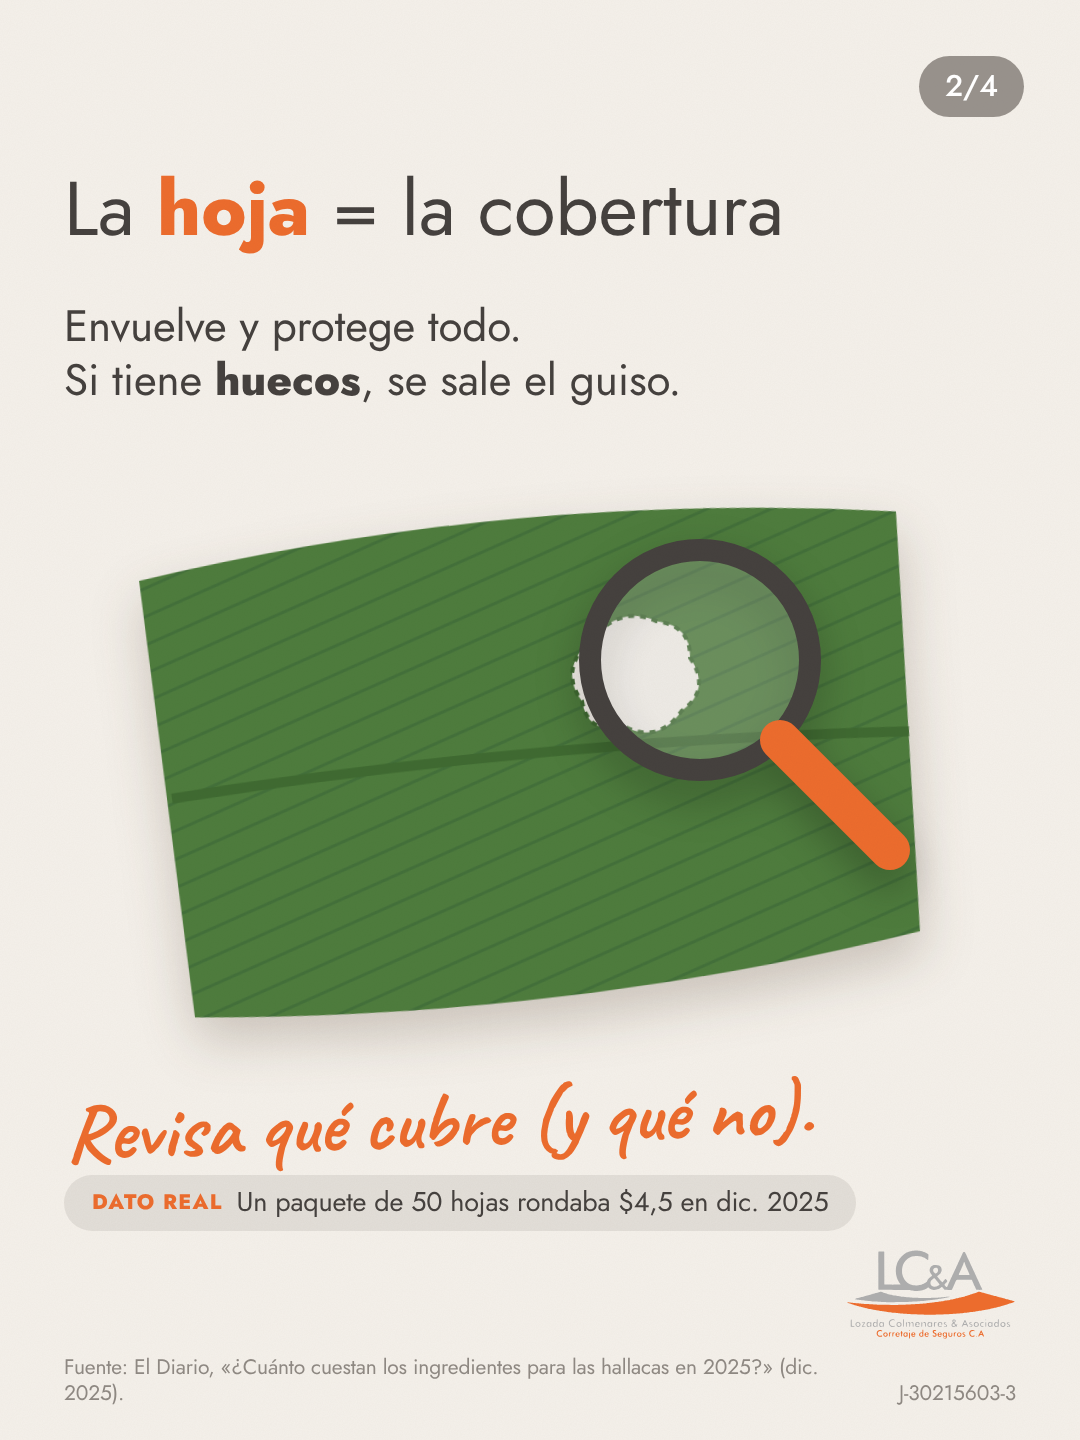 2/4
La hoja = la cobertura
Envuelve y protege todo.
Si tiene huecos, se sale el guiso.
Revisa qué cubre (y qué no).
DATO REAL Un paquete de 50 hojas rondaba $4,5 en dic. 2025
LC&A
Lozada Colmenares & Asociados
Corretaje de Seguros C.A
Fuente: El Diario, «¿Cuánto cuestan los ingredientes para las hallacas en 2025?» (dic.
2025).
J-30215603-3